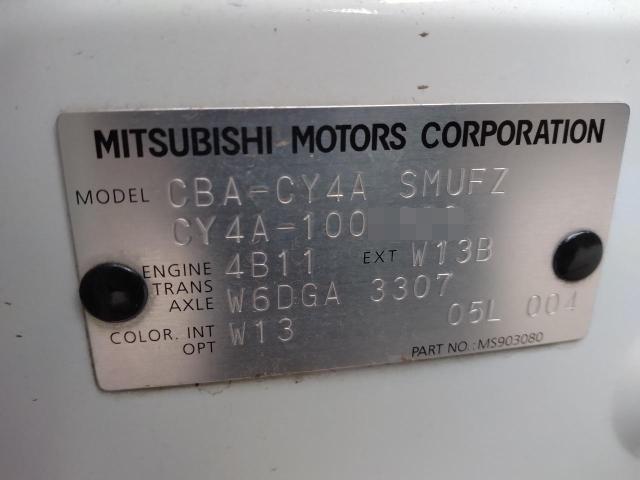 MITSUBISHI MOTORS CORPORATION
MODEL CBA-CY4A SMUFZ
CY4A-100
ENGINE 4B11 EXT W13B
TRANS
AXLE W6DGA 3307
05L 004
COLOR. INT W13
OPT
PART NO.: MS903080